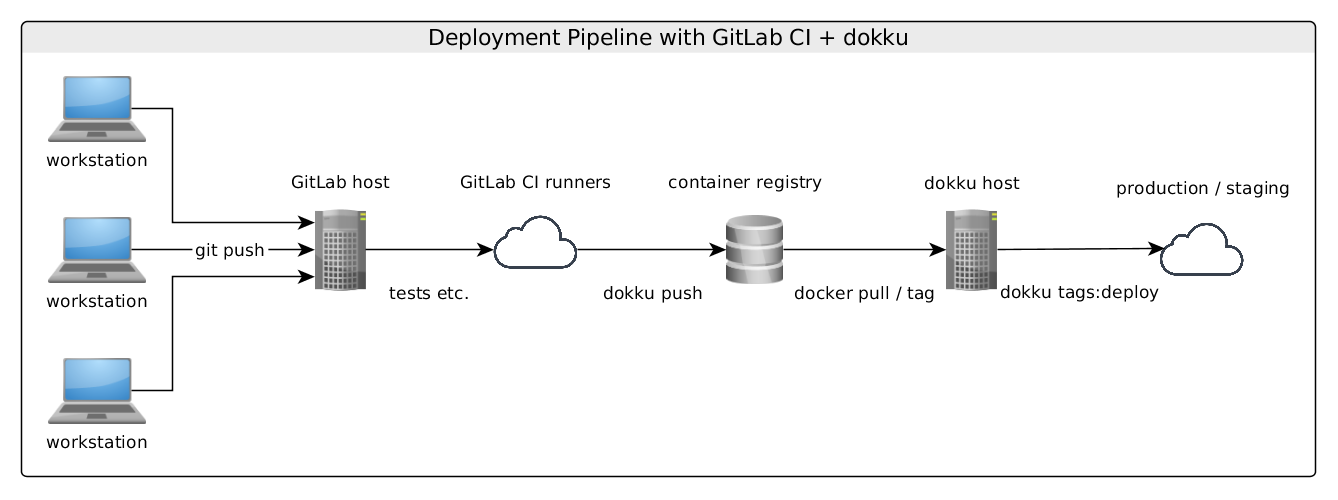 Deployment Pipeline with GitLab CI + dokku
workstation
GitLab host
GitLab CI runners
container registry
dokku host
production / staging
git push
workstation
tests etc.
dokku push
docker pull / tag
dokku tags:deploy
workstation